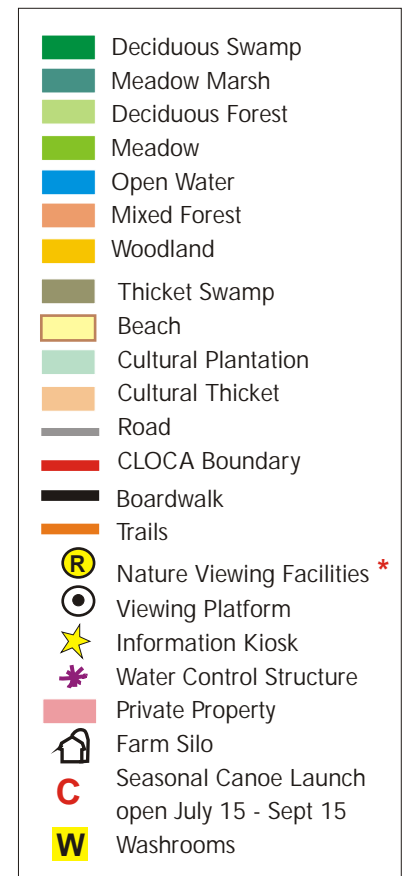 Deciduous Swamp
Meadow Marsh
Deciduous Forest
Meadow
Open Water
Mixed Forest
Woodland
Thicket Swamp
Beach
Cultural Plantation
Cultural Thicket
Road
CLOCA Boundary
Boardwalk
Trails
R Nature Viewing Facilities *
Viewing Platform
Information Kiosk
Water Control Structure
Private Property
Farm Silo
C Seasonal Canoe Launch
open July 15 - Sept 15
W Washrooms